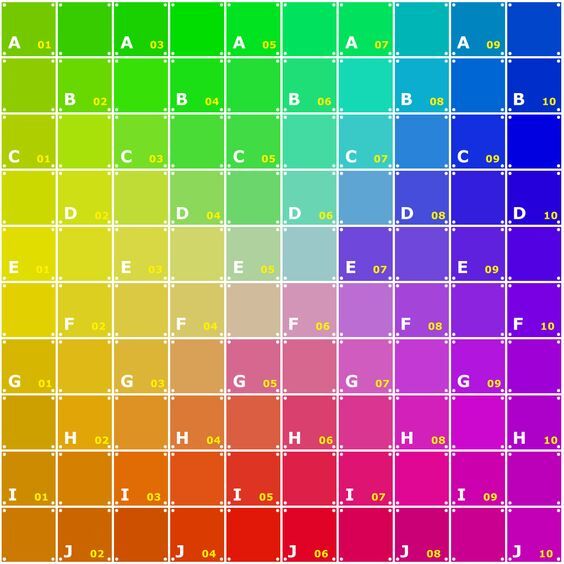 A 01 A 03 A 05 A 07 A 09
B 02 B 04 B 06 B 08 B 10
C 01 C 03 C 05 C 07 C 09
D 02 D 04 D 06 D 08 D 10
E 01 E 03 E 05 E 07 E 09
F 02 F 04 F 06 F 08 F 10
G 01 G 03 G 05 G 07 G 09
H 02 H 04 H 06 H 08 H 10
I 01 I 03 I 05 I 07 I 09
J 02 J 04 J 06 J 08 J 10